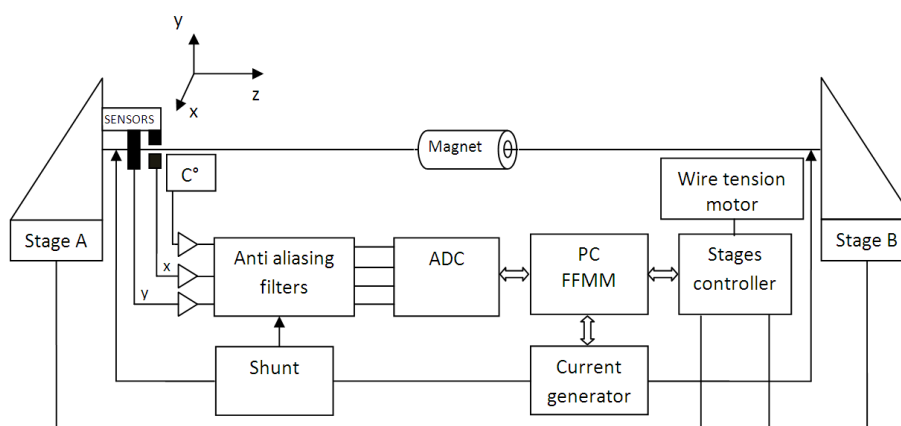 y
z
x
SENSORS
Magnet
C°
Wire tension
motor
Stage A
Stage B
Anti aliasing
filters
ADC
PC
FFMM
Stages
controller
x
y
Shunt
Current
generator